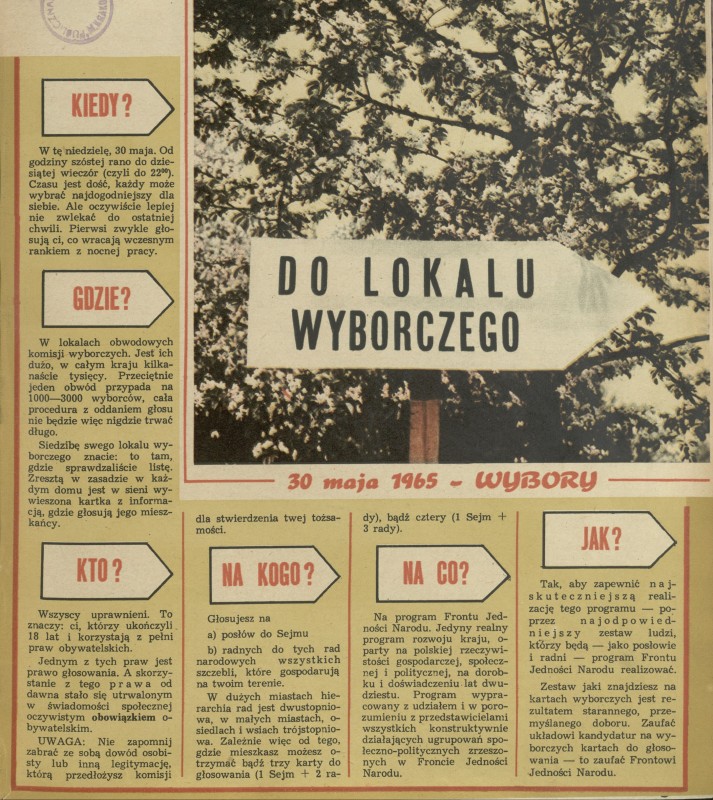 KIEDY?
W tę niedzielę, 30 maja. Od
godziny szóstej rano do dzie-
siątej wieczór (czyli do 22⁰⁰).
Czasu jest dość, każdy może
wybrać najdogodniejszy dla
siebie. Ale oczywiście lepiej
nie zwlekać do ostatniej
chwili. Pierwsi zwykle gło-
sują ci, co wracają wczesnym
rankiem z nocnej pracy.
GDZIE?
W lokalach obwodowych
komisji wyborczych. Jest ich
dużo, w całym kraju kilka-
naście tysięcy. Przeciętnie
jeden obwód przypada na
1000—3000 wyborców, cała
procedura z oddaniem głosu
nie będzie więc nigdzie trwać
długo.
Siedzibę swego lokalu wy-
borczego znacie: to tam,
gdzie sprawdzaliście listę.
Zresztą w zasadzie w każ-
dym domu jest w sieni wy-
wieszona kartka z informa-
cją, gdzie głosują jego miesz-
kańcy.
DO LOKALU
WYBORCZEGO
30 maja 1965 - WYBORY
KTO?
Wszyscy uprawnieni. To
znaczy: ci, którzy ukończyli
18 lat i korzystają z pełni
praw obywatelskich.
Jednym z tych praw jest
prawo głosowania. A skorzy-
stanie z tego prawa od
dawna stało się utrwalonym
w świadomości społecznej
oczywistym obowiązkiem o-
bywatelskim.
UWAGA: Nie zapomnij
zabrać ze sobą dowód osobi-
sty lub inną legitymację,
którą przedłożysz komisji
dla stwierdzenia twej tożsa-
mości.
NA KOGO?
Głosujesz na
a) posłów do Sejmu
b) radnych do tych rad
narodowych wszystkich
szczebli, które gospodarują
na twoim terenie.
W dużych miastach hie-
rarchia rad jest dwustopnio-
wa, w małych miastach, o-
siedlach i wsiach trójstopnio-
wa. Zależnie więc od tego,
gdzie mieszkasz możesz o-
trzymać bądź trzy karty do
głosowania (1 Sejm + 2 ra-
dy), bądź cztery (1 Sejm +
3 rady).
NA CO?
Na program Frontu Jed-
ności Narodu. Jedyny realny
program rozwoju kraju, o-
party na polskiej rzeczywi-
stości gospodarczej, społecz-
nej i politycznej, na dorob-
ku i doświadczeniu lat dwu-
dziestu. Program wypra-
cowany z udziałem i w poro-
zumieniu z przedstawicielami
wszystkich konstruktywnie
działających ugrupowań spo-
łeczno-politycznych zrzeszo-
nych w Froncie Jedności
Narodu.
JAK?
Tak, aby zapewnić naj-
skuteczniejszą reali-
zację tego programu — po-
przez najodpowied-
niejszy zestaw ludzi,
którzy będą — jako posłowie
i radni — program Frontu
Jedności Narodu realizować.
Zestaw jaki znajdziesz na
kartach wyborczych jest re-
zultatem starannego, prze-
myślanego doboru. Zaufać
układowi kandydatur na wy-
borczych kartach do głoso-
wania — to zaufać Frontowi
Jedności Narodu.